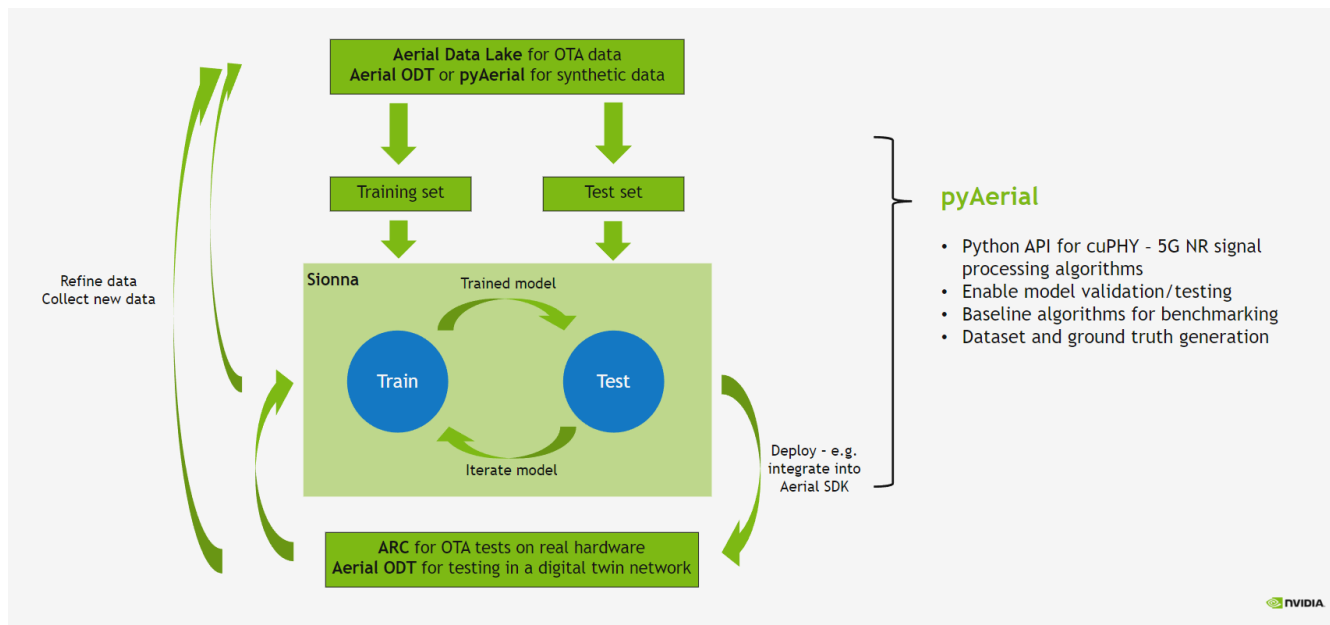 Aerial Data Lake for OTA data
Aerial ODT or pyAerial for synthetic data
Training set
Test set
Sionna
Trained model
Train
Test
Iterate model
Refine data
Collect new data
Deploy – e.g.
integrate into
Aerial SDK
ARC for OTA tests on real hardware
Aerial ODT for testing in a digital twin network
pyAerial
• Python API for cuPHY – 5G NR signal
processing algorithms
• Enable model validation/testing
• Baseline algorithms for benchmarking
• Dataset and ground truth generation
NVIDIA.